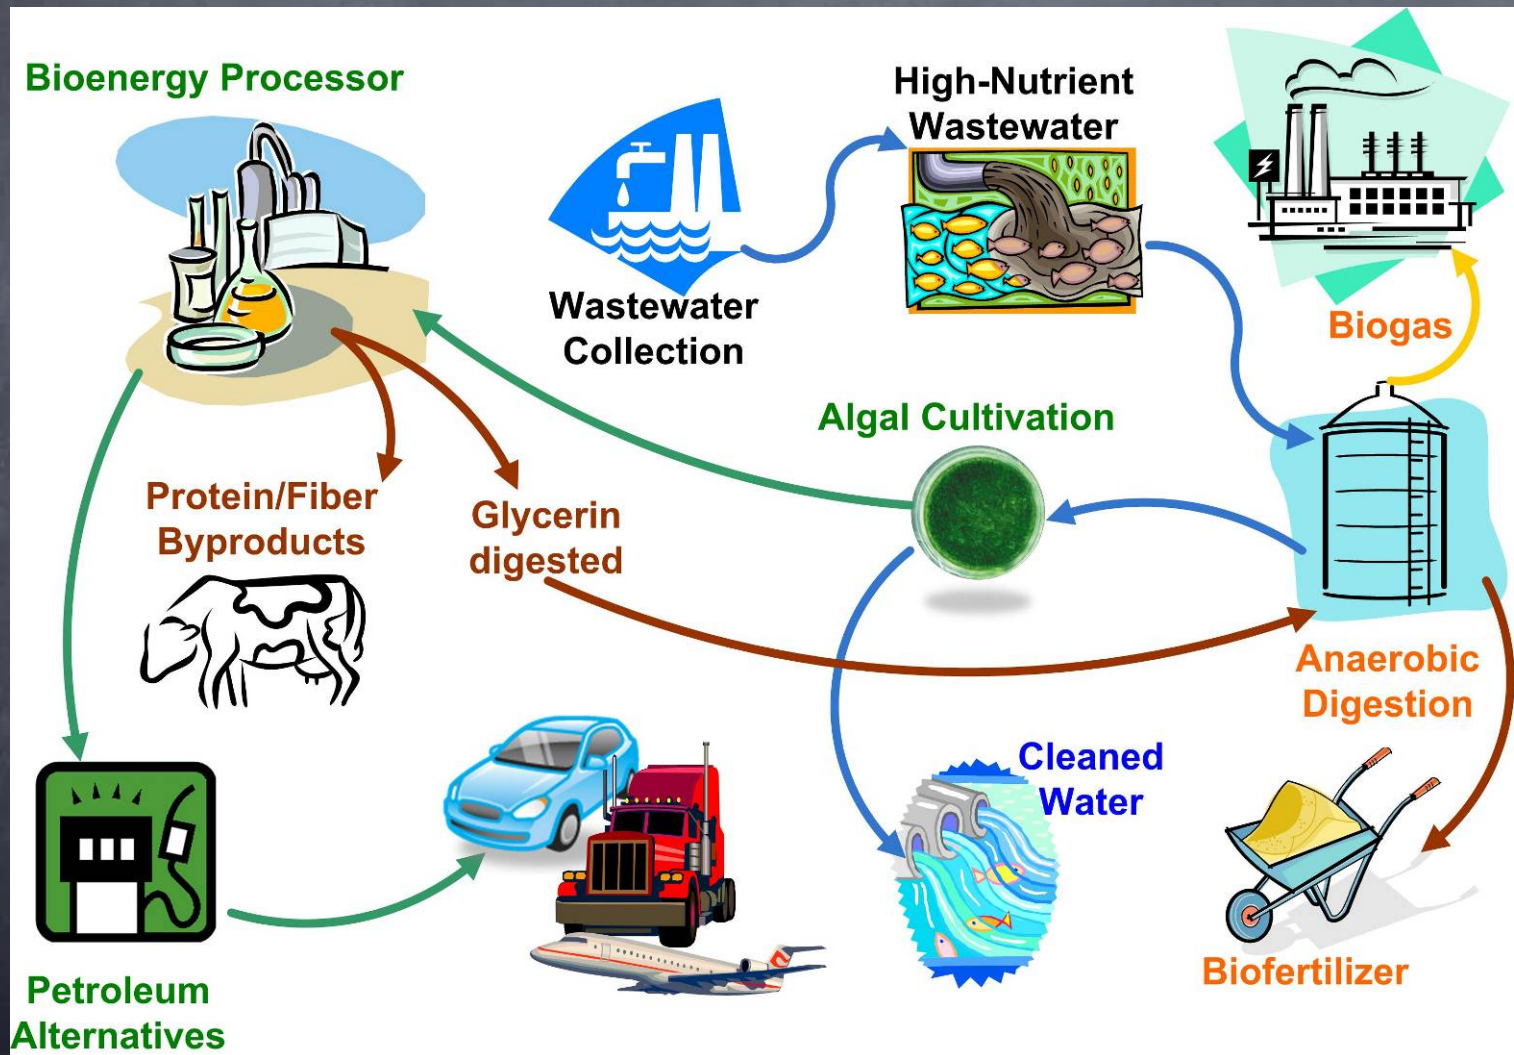 Bioenergy Processor
High-Nutrient
Wastewater
Wastewater
Collection
Biogas
Algal Cultivation
Protein/Fiber
Byproducts
Glycerin
digested
Anaerobic
Digestion
Cleaned
Water
Petroleum
Alternatives
Biofertilizer